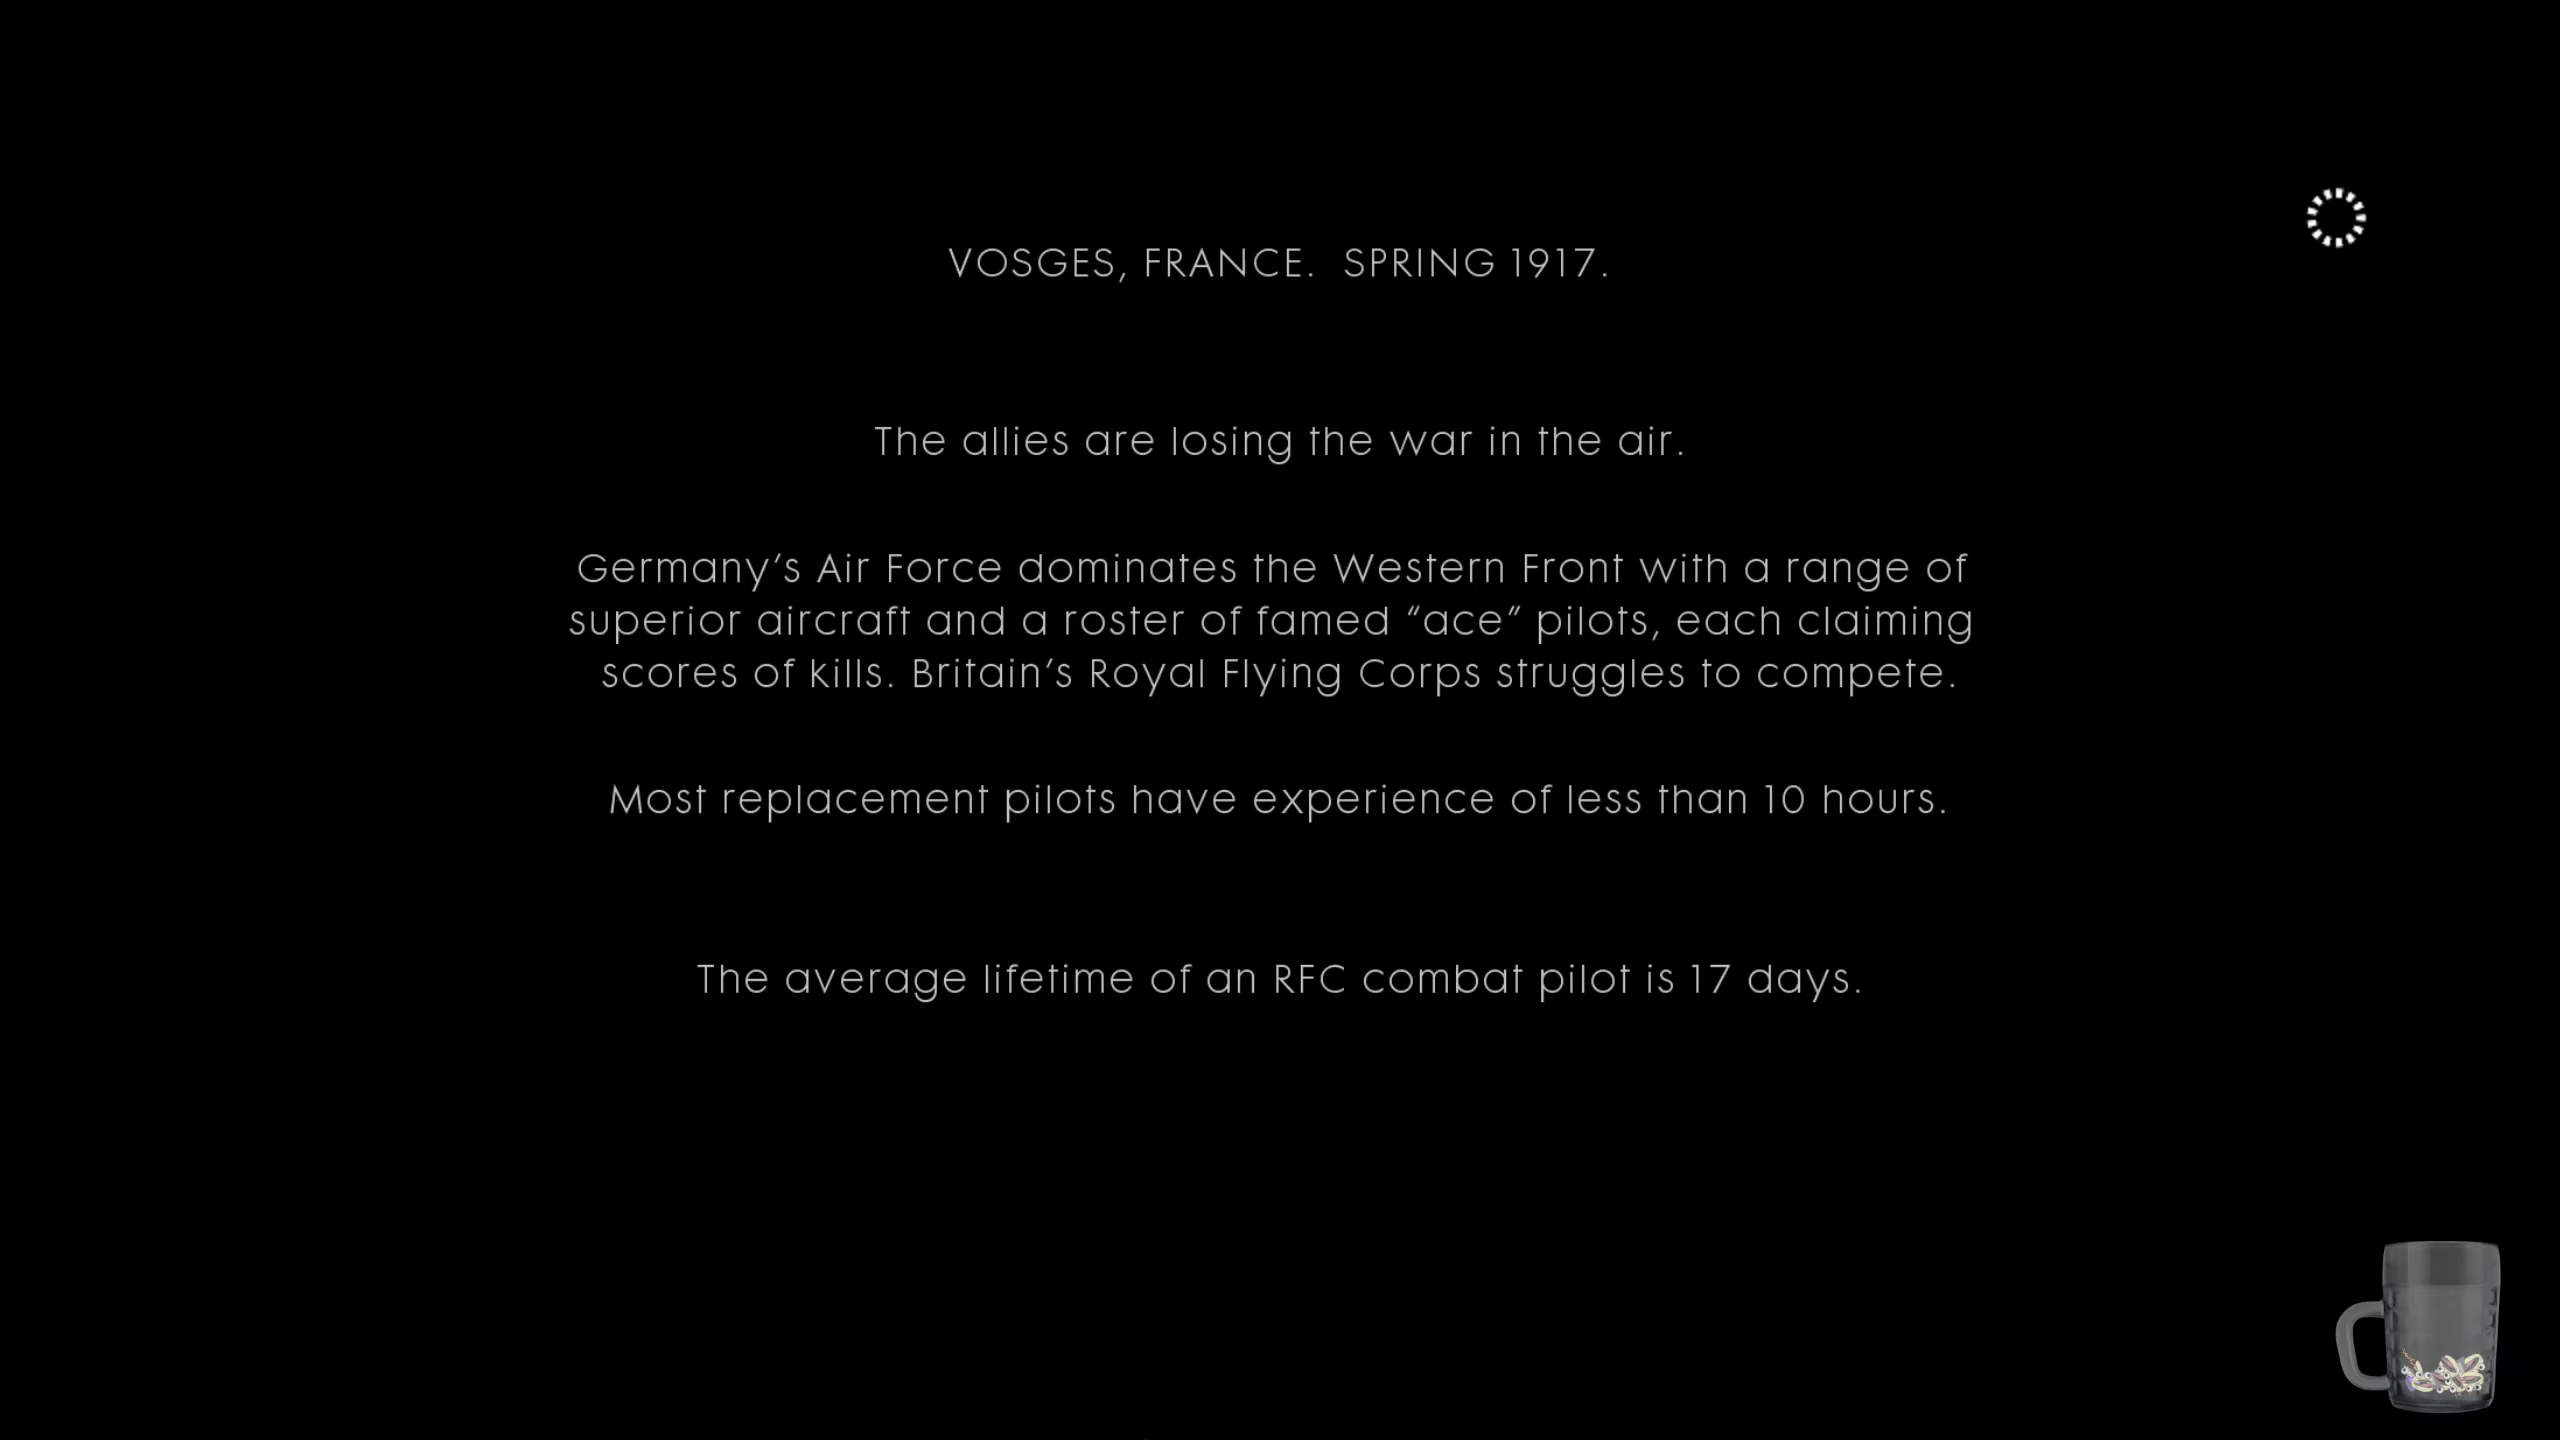 VOSGES, FRANCE. SPRING 1917.
The allies are losing the war in the air.
Germany’s Air Force dominates the Western Front with a range of
superior aircraft and a roster of famed “ace” pilots, each claiming
scores of kills. Britain’s Royal Flying Corps struggles to compete.
Most replacement pilots have experience of less than 10 hours.
The average lifetime of an RFC combat pilot is 17 days.